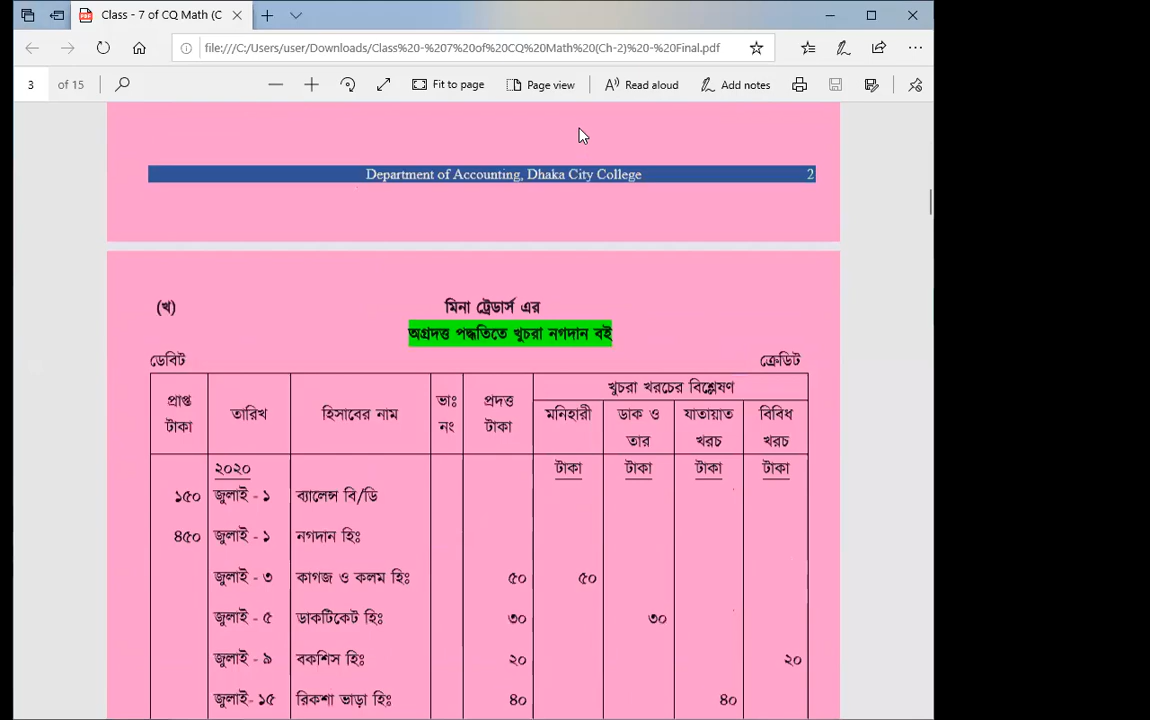 Class - 7 of CQ Math (C
file:///C:/Users/user/Downloads/Class%20-%207%20of%20CQ%20Math%20(Ch-2)%20-%20Final.pdf
3 of 15
Fit to page
Page view
Read aloud
Add notes
Department of Accounting, Dhaka City College 2
(খ) মিনা ট্রেডার্স এর
অগ্রদত্ত পদ্ধতিতে খুচরা নগদান বই
ডেবিট ক্রেডিট
প্রাপ্ত টাকা তারিখ হিসাবের নাম ভাঃ নং প্রদত্ত টাকা খুচরা খরচের বিশ্লেষণ
মনিহারী ডাক ও তার যাতায়াত খরচ বিবিধ খরচ
২০২০ টাকা টাকা টাকা টাকা
১৫০ জুলাই - ১ ব্যালেন্স বি/ডি
৪৫০ জুলাই - ১ নগদান হিঃ
জুলাই - ৩ কাগজ ও কলম হিঃ ৫০ ৫০
জুলাই - ৫ ডাকটিকেট হিঃ ৩০ ৩০
জুলাই - ৯ বকশিস হিঃ ২০ ২০
জুলাই- ১৫ রিকশা ভাড়া হিঃ ৪০ ৪০